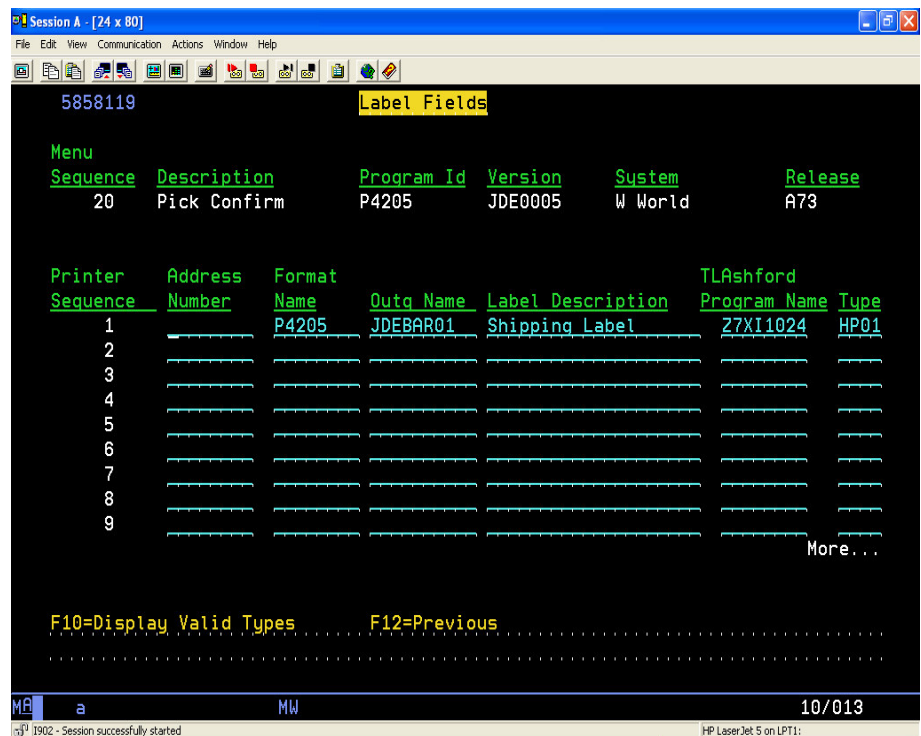 Session A - [24 x 80]
File Edit View Communication Actions Window Help
5858119 Label Fields
Menu
Sequence Description Program Id Version System Release
20 Pick Confirm P4205 JDE0005 W World A73
Printer Address Format TLAshford
Sequence Number Name Outq Name Label Description Program Name Type
1 P4205 JDEBAR01 Shipping Label Z7XI1024 HP01
2
3
4
5
6
7
8
9
More...
F10=Display Valid Types F12=Previous
MA a MW 10/013
I902 - Session successfully started HP LaserJet 5 on LPT1: